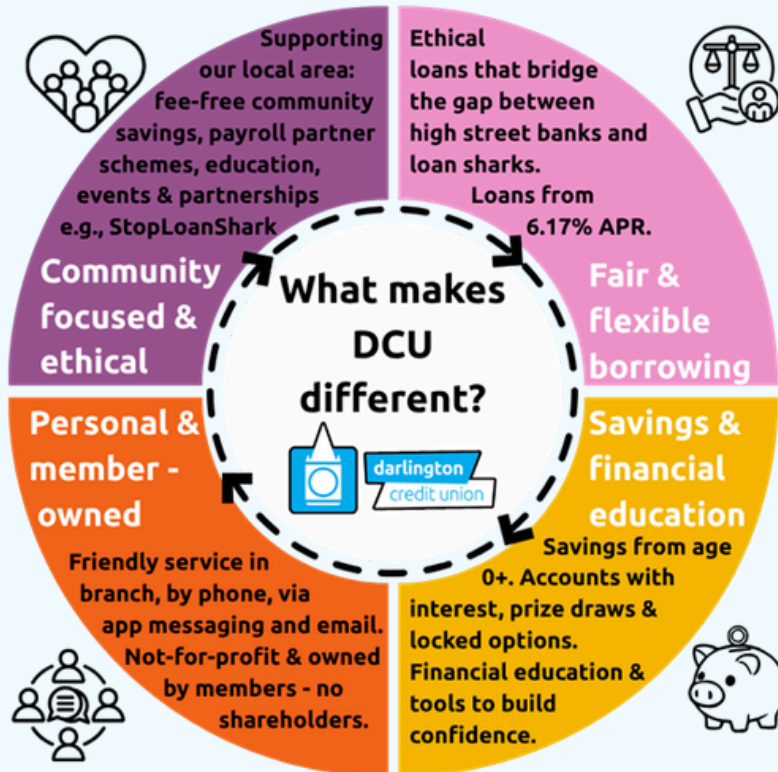 Supporting
our local area:
fee-free community
savings, payroll partner
schemes, education,
events & partnerships
e.g., StopLoanShark
Community
focused &
ethical
Ethical
loans that bridge
the gap between
high street banks and
loan sharks.
Loans from
6.17% APR.
Fair &
flexible
borrowing
What makes
DCU
different?
darlington
credit union
Personal &
member -
owned
Friendly service in
branch, by phone, via
app messaging and email.
Not-for-profit & owned
by members - no
shareholders.
Savings &
financial
education
Savings from age
0+. Accounts with
interest, prize draws &
locked options.
Financial education &
tools to build
confidence.